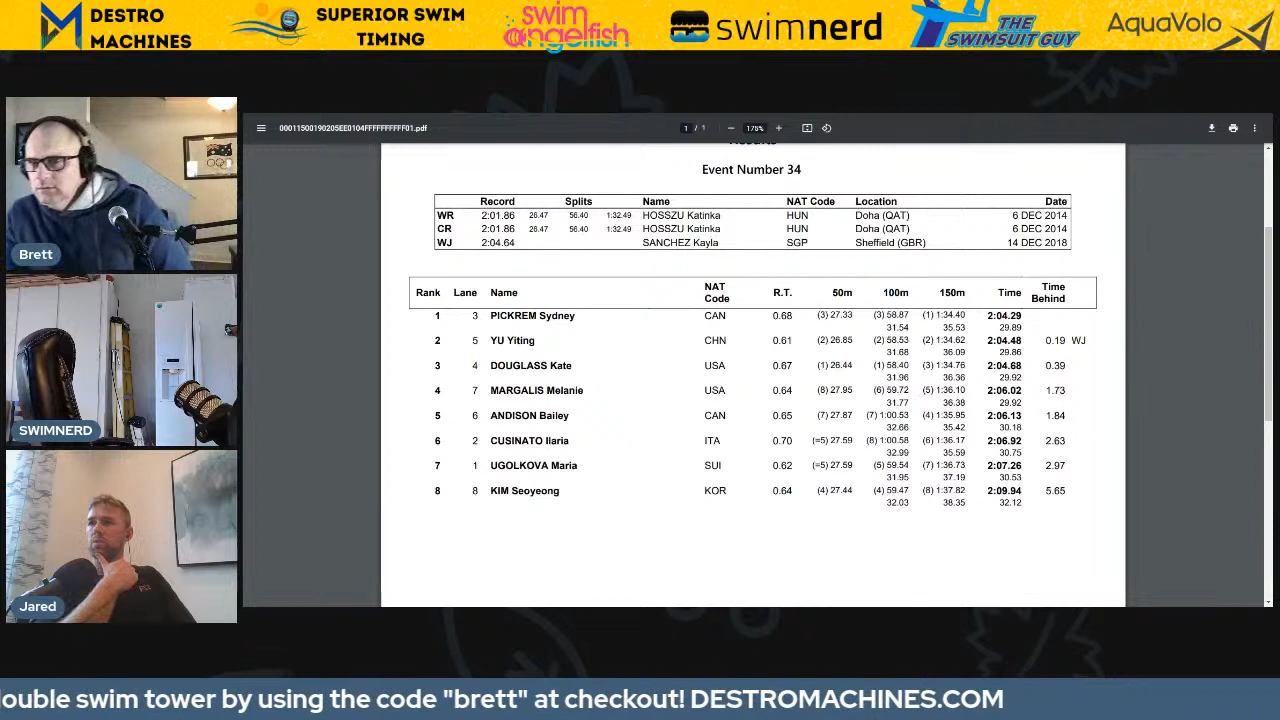 DESTRO
MACHINES
SUPERIOR SWIM
TIMING
swim
angelfish
swimnerd
THE
SWIMSUIT GUY
AquaVolo
Brett
SWIMNERD
Jared
00011500190205EE0104FFFFFFFFFF01.pdf
1 / 1
175%
Results
Event Number 34
Record Splits Name NAT Code Location Date
WR 2:01.86 26.47 56.40 1:32.49 HOSSZU Katinka HUN Doha (QAT) 6 DEC 2014
CR 2:01.86 26.47 56.40 1:32.49 HOSSZU Katinka HUN Doha (QAT) 6 DEC 2014
WJ 2:04.64 SANCHEZ Kayla SGP Sheffield (GBR) 14 DEC 2018
Rank Lane Name NAT Code R.T. 50m 100m 150m Time Time Behind
1 3 PICKREM Sydney CAN 0.68 (3) 27.33 (3) 58.87 (1) 1:34.40 2:04.29
31.54 35.53 29.89
2 5 YU Yiting CHN 0.61 (2) 26.85 (2) 58.53 (2) 1:34.62 2:04.48 0.19 WJ
31.68 36.09 29.86
3 4 DOUGLASS Kate USA 0.67 (1) 26.44 (1) 58.40 (3) 1:34.76 2:04.68 0.39
31.96 36.36 29.92
4 7 MARGALIS Melanie USA 0.64 (8) 27.95 (6) 59.72 (5) 1:36.10 2:06.02 1.73
31.77 36.38 29.92
5 6 ANDISON Bailey CAN 0.65 (7) 27.87 (7) 1:00.53 (4) 1:35.95 2:06.13 1.84
32.66 35.42 30.18
6 2 CUSINATO Ilaria ITA 0.70 (=5) 27.59 (8) 1:00.58 (6) 1:36.17 2:06.92 2.63
32.99 35.59 30.75
7 1 UGOLKOVA Maria SUI 0.62 (=5) 27.59 (5) 59.54 (7) 1:36.73 2:07.26 2.97
31.95 37.19 30.53
8 8 KIM Seoyeong KOR 0.64 (4) 27.44 (4) 59.47 (8) 1:37.82 2:09.94 5.65
32.03 38.35 32.12
double swim tower by using the code "brett" at checkout! DESTROMACHINES.COM